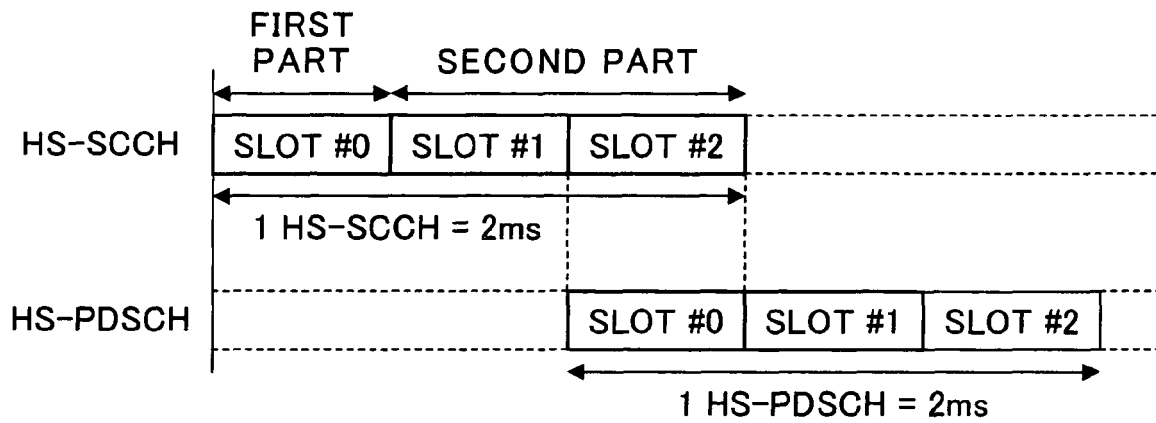 FIRST
PART
SECOND PART
HS-SCCH
SLOT #0
SLOT #1
SLOT #2
1 HS-SCCH = 2ms
HS-PDSCH
SLOT #0
SLOT #1
SLOT #2
1 HS-PDSCH = 2ms